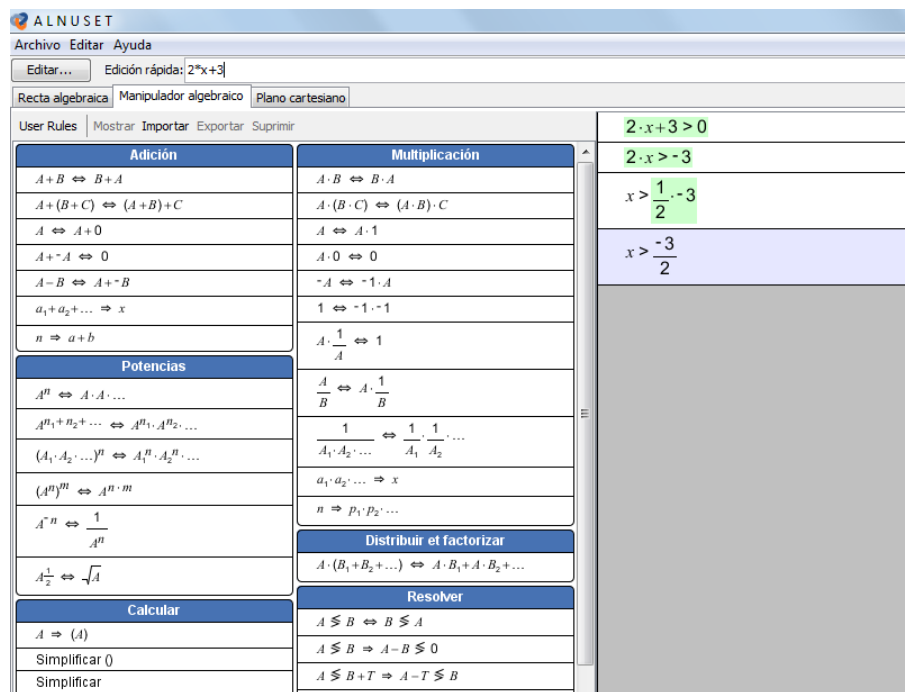 ALNUSET
Archivo Editar Ayuda
Editar... Edición rápida: 2*x+3
Recta algebraica Manipulador algebraico Plano cartesiano
User Rules Mostrar Importar Exportar Suprimir
Adición
A+B ⇔ B+A
A+(B+C) ⇔ (A+B)+C
A ⇔ A+0
A+⁻A ⇔ 0
A−B ⇔ A+⁻B
a₁+a₂+… ⇒ x
n ⇒ a+b
Potencias
Aⁿ ⇔ A·A·…
A^(n₁+n₂+…) ⇔ A^n₁·A^n₂·…
(A₁·A₂·…)ⁿ ⇔ A₁ⁿ·A₂ⁿ·…
(Aⁿ)ᵐ ⇔ A^(n·m)
A⁻ⁿ ⇔ 1/Aⁿ
A^(1/2) ⇔ √A
Calcular
A ⇒ (A)
Simplificar ()
Simplificar
Multiplicación
A·B ⇔ B·A
A·(B·C) ⇔ (A·B)·C
A ⇔ A·1
A·0 ⇔ 0
⁻A ⇔ ⁻1·A
1 ⇔ ⁻1·⁻1
A·1/A ⇔ 1
A/B ⇔ A·1/B
1/(A₁·A₂·…) ⇔ 1/A₁·1/A₂·…
a₁·a₂·… ⇒ x
n ⇒ p₁·p₂·…
Distribuir et factorizar
A·(B₁+B₂+…) ⇔ A·B₁+A·B₂+…
Resolver
A ≶ B ⇔ B ≶ A
A ≶ B ⇒ A−B ≶ 0
A ≶ B+T ⇒ A−T ≶ B
2·x+3>0
2·x>-3
x>1/2·-3
x>-3/2